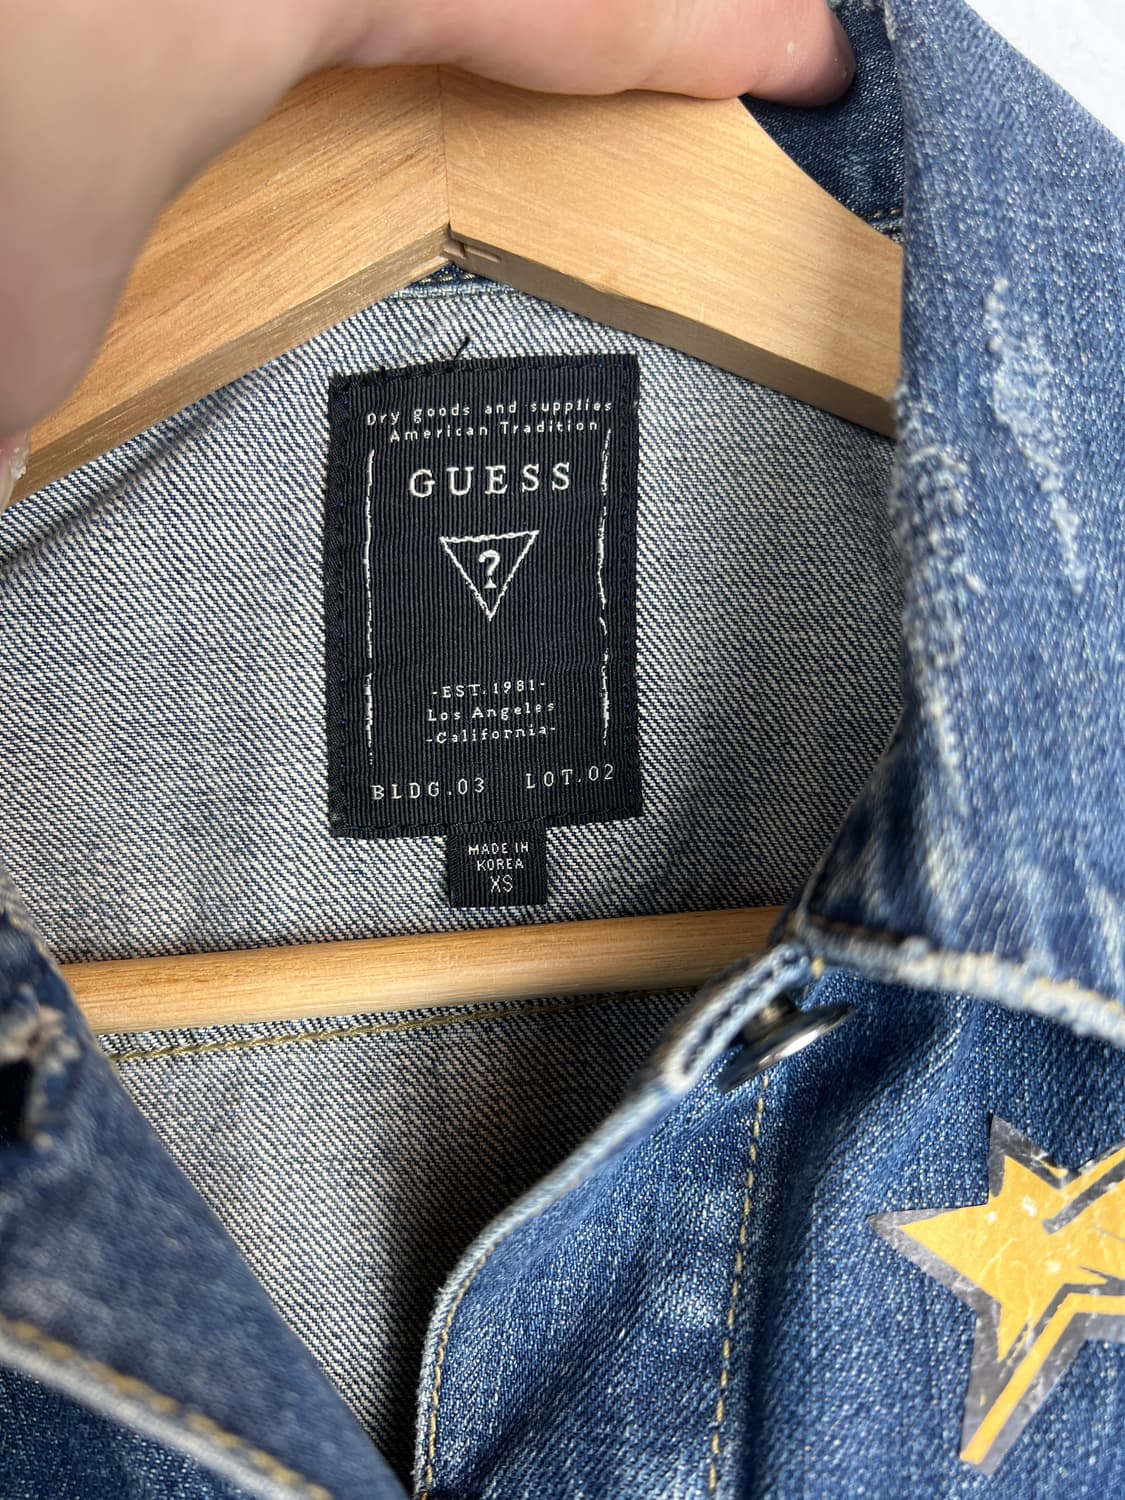 Dry goods and supplies
American Tradition
GUESS
?
-EST.1981-
Los Angeles
-California-
BLDG.03 LOT.02
MADE IN
KOREA
XS